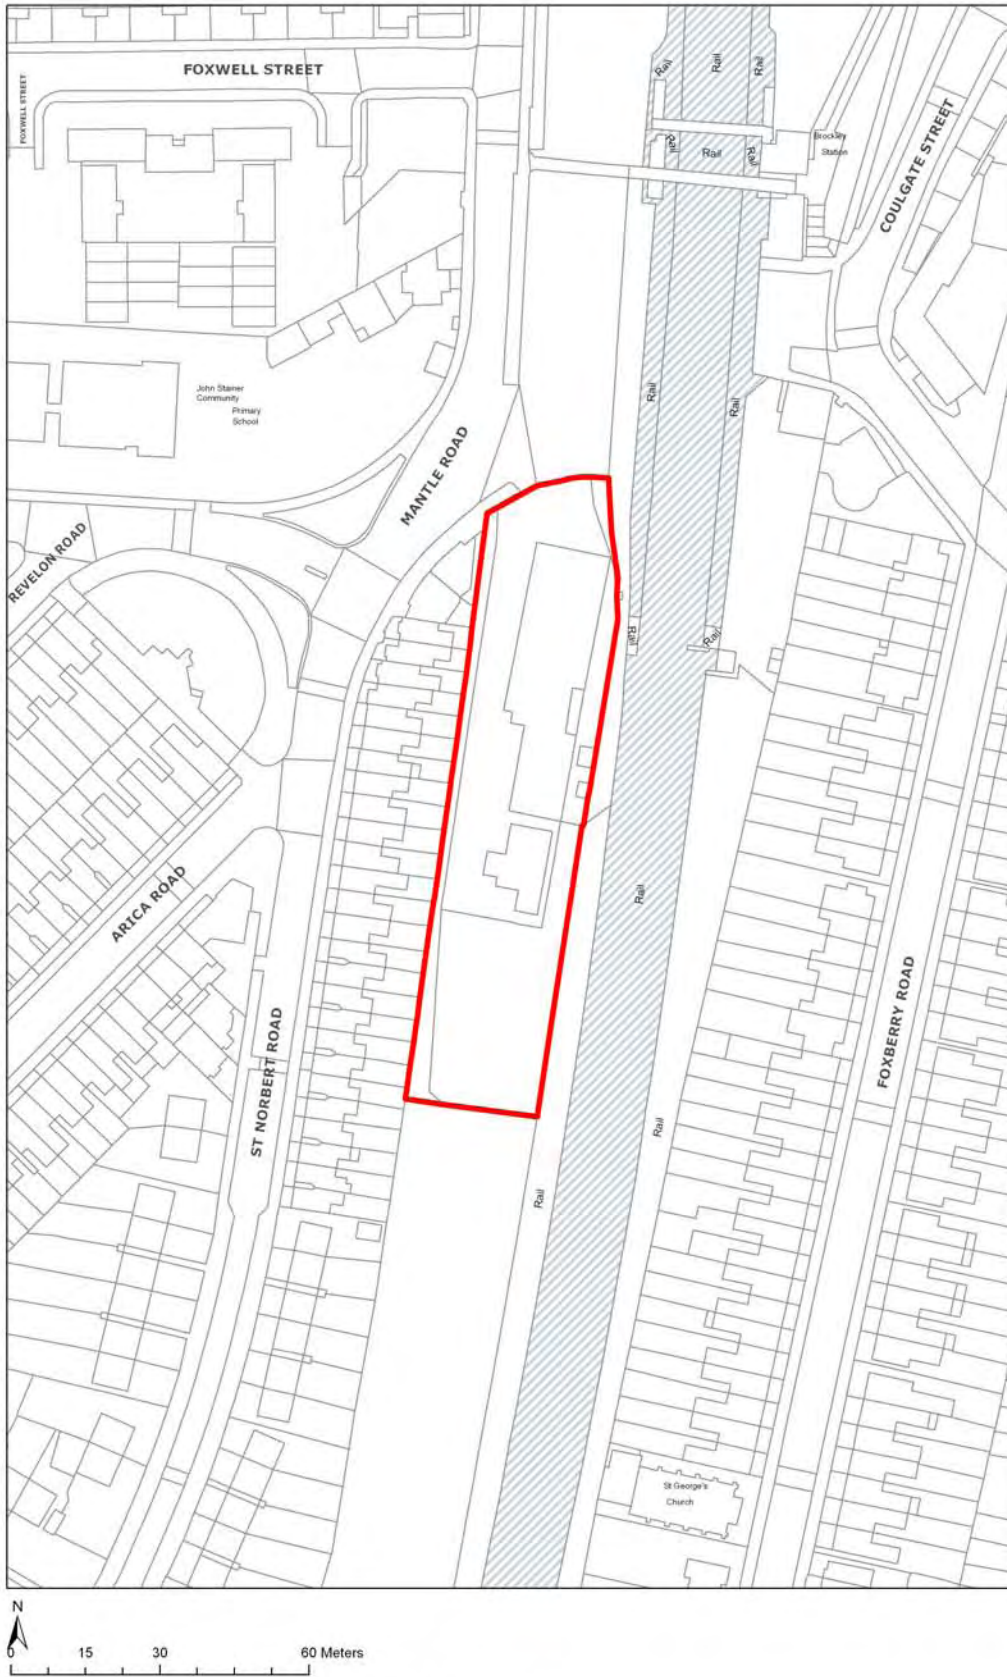 FOXWELL STREET
FOXWELL STREET
Rail
Rail
Rail
Brockley
Station
Rail
Rail
Rail
COULGATE STREET
John Stainer
Community
Primary
School
Rail
Rail
MANTLE ROAD
REVELON ROAD
Rail
Rail
ARICA ROAD
Rail
FOXBERRY ROAD
ST NORBERT ROAD
Rail
Rail
St George's
Church
N
0 15 30 60 Meters